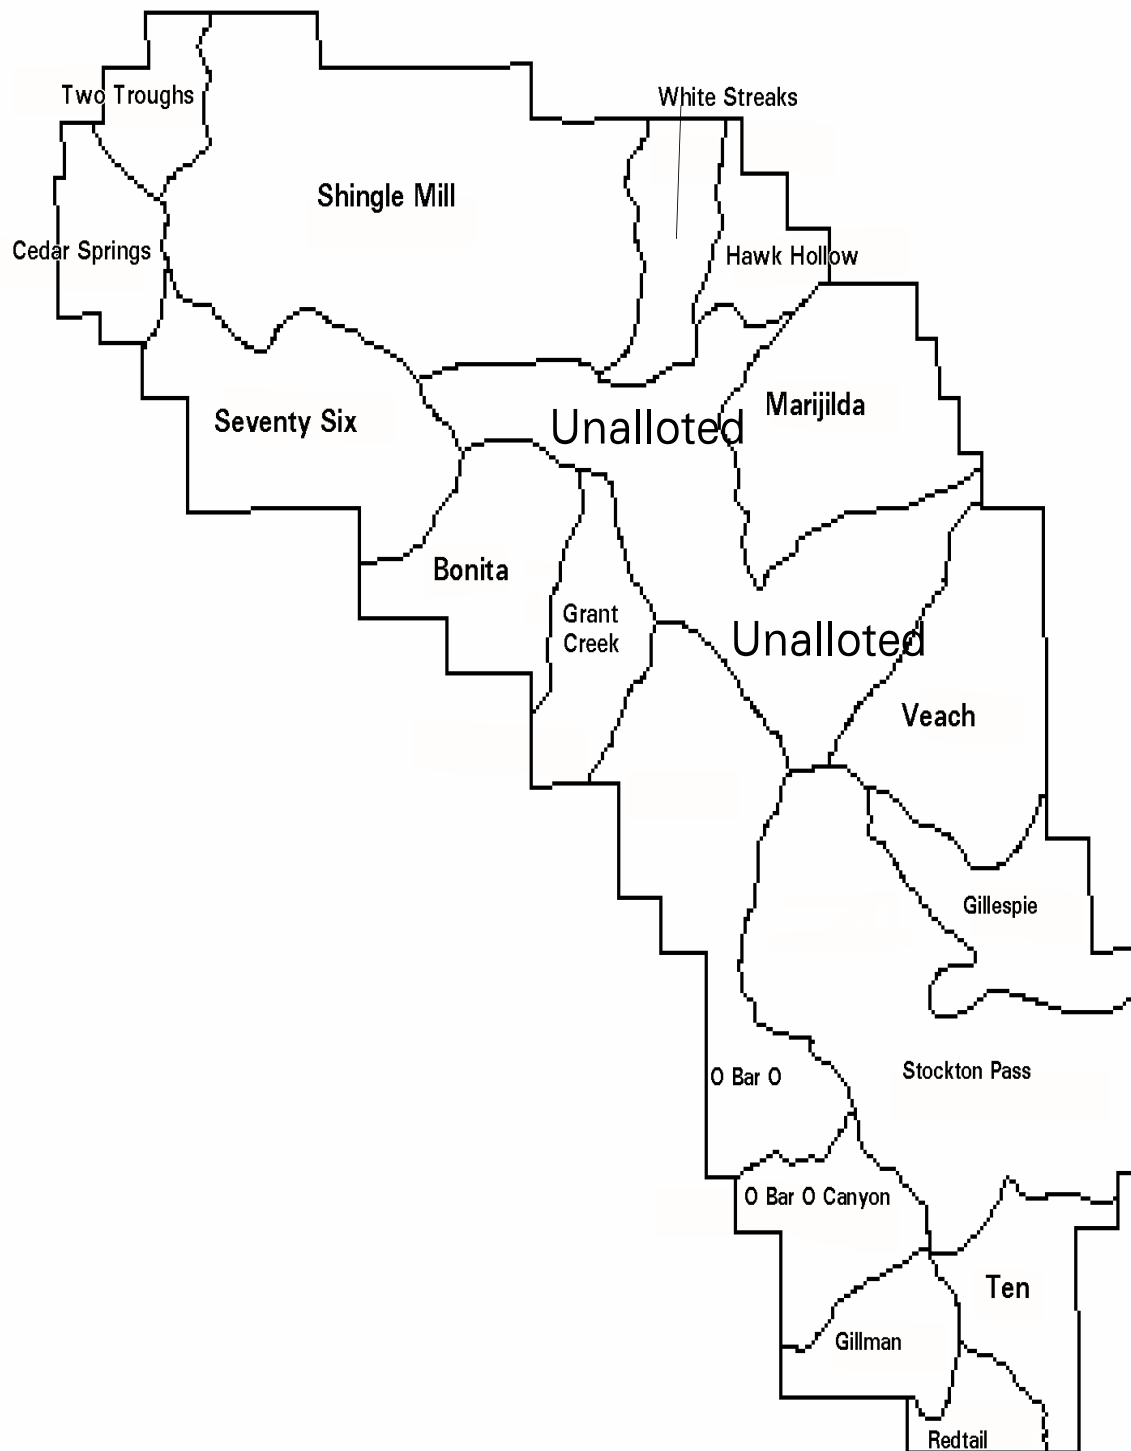 Two Troughs
White Streaks
Shingle Mill
Cedar Springs
Hawk Hollow
Marijilda
Seventy Six
Unalloted
Bonita
Grant
Creek
Unalloted
Veach
Gillespie
O Bar O
Stockton Pass
O Bar O Canyon
Ten
Gillman
Redtail